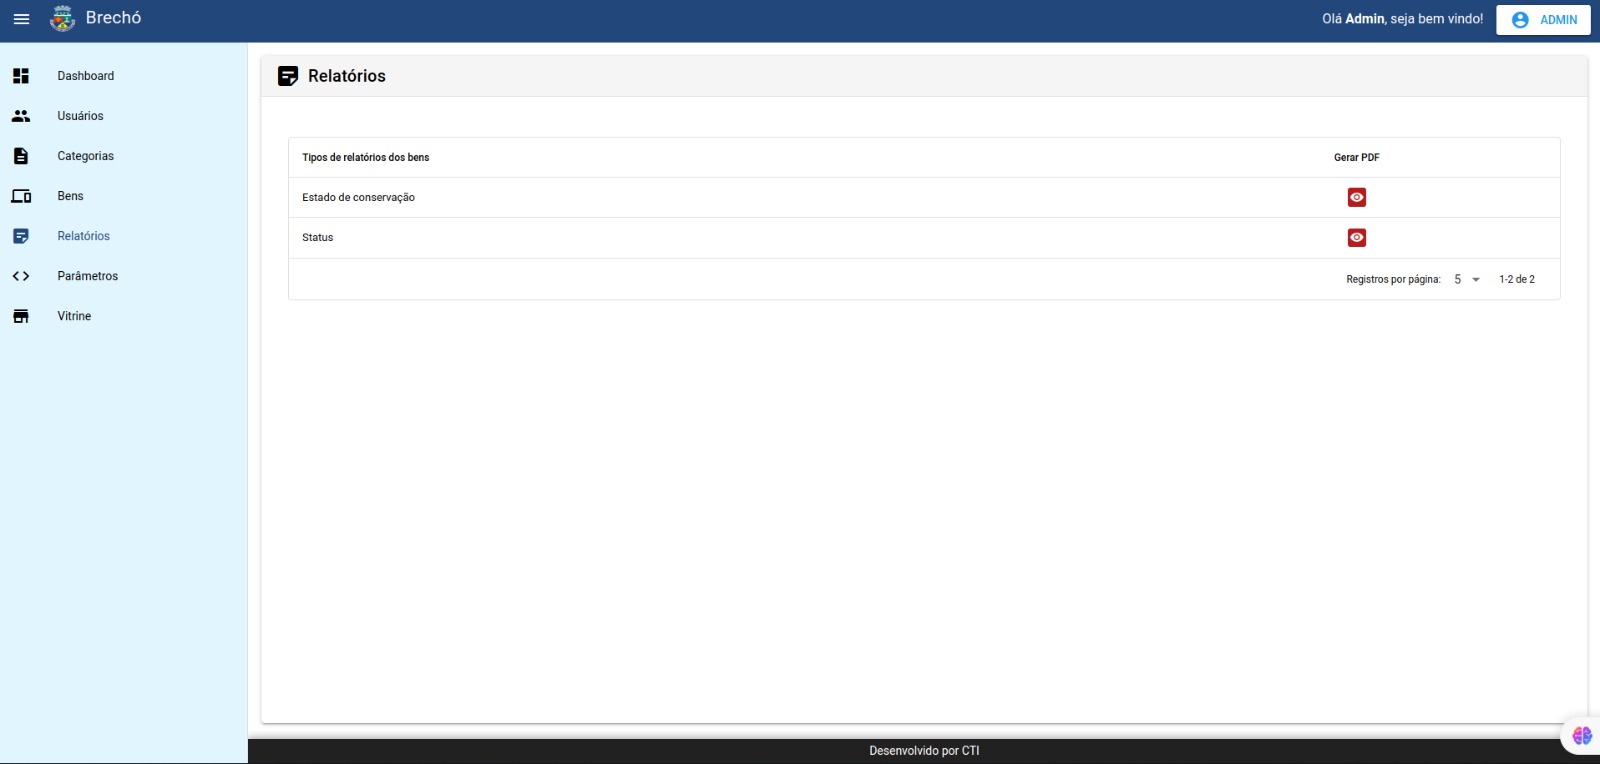 Brechó
Olá Admin, seja bem vindo!
ADMIN
Dashboard
Usuários
Categorias
Bens
Relatórios
Parâmetros
Vitrine
Relatórios
Tipos de relatórios dos bens Gerar PDF
Estado de conservação
Status
Registros por página: 5 1-2 de 2
Desenvolvido por CTI